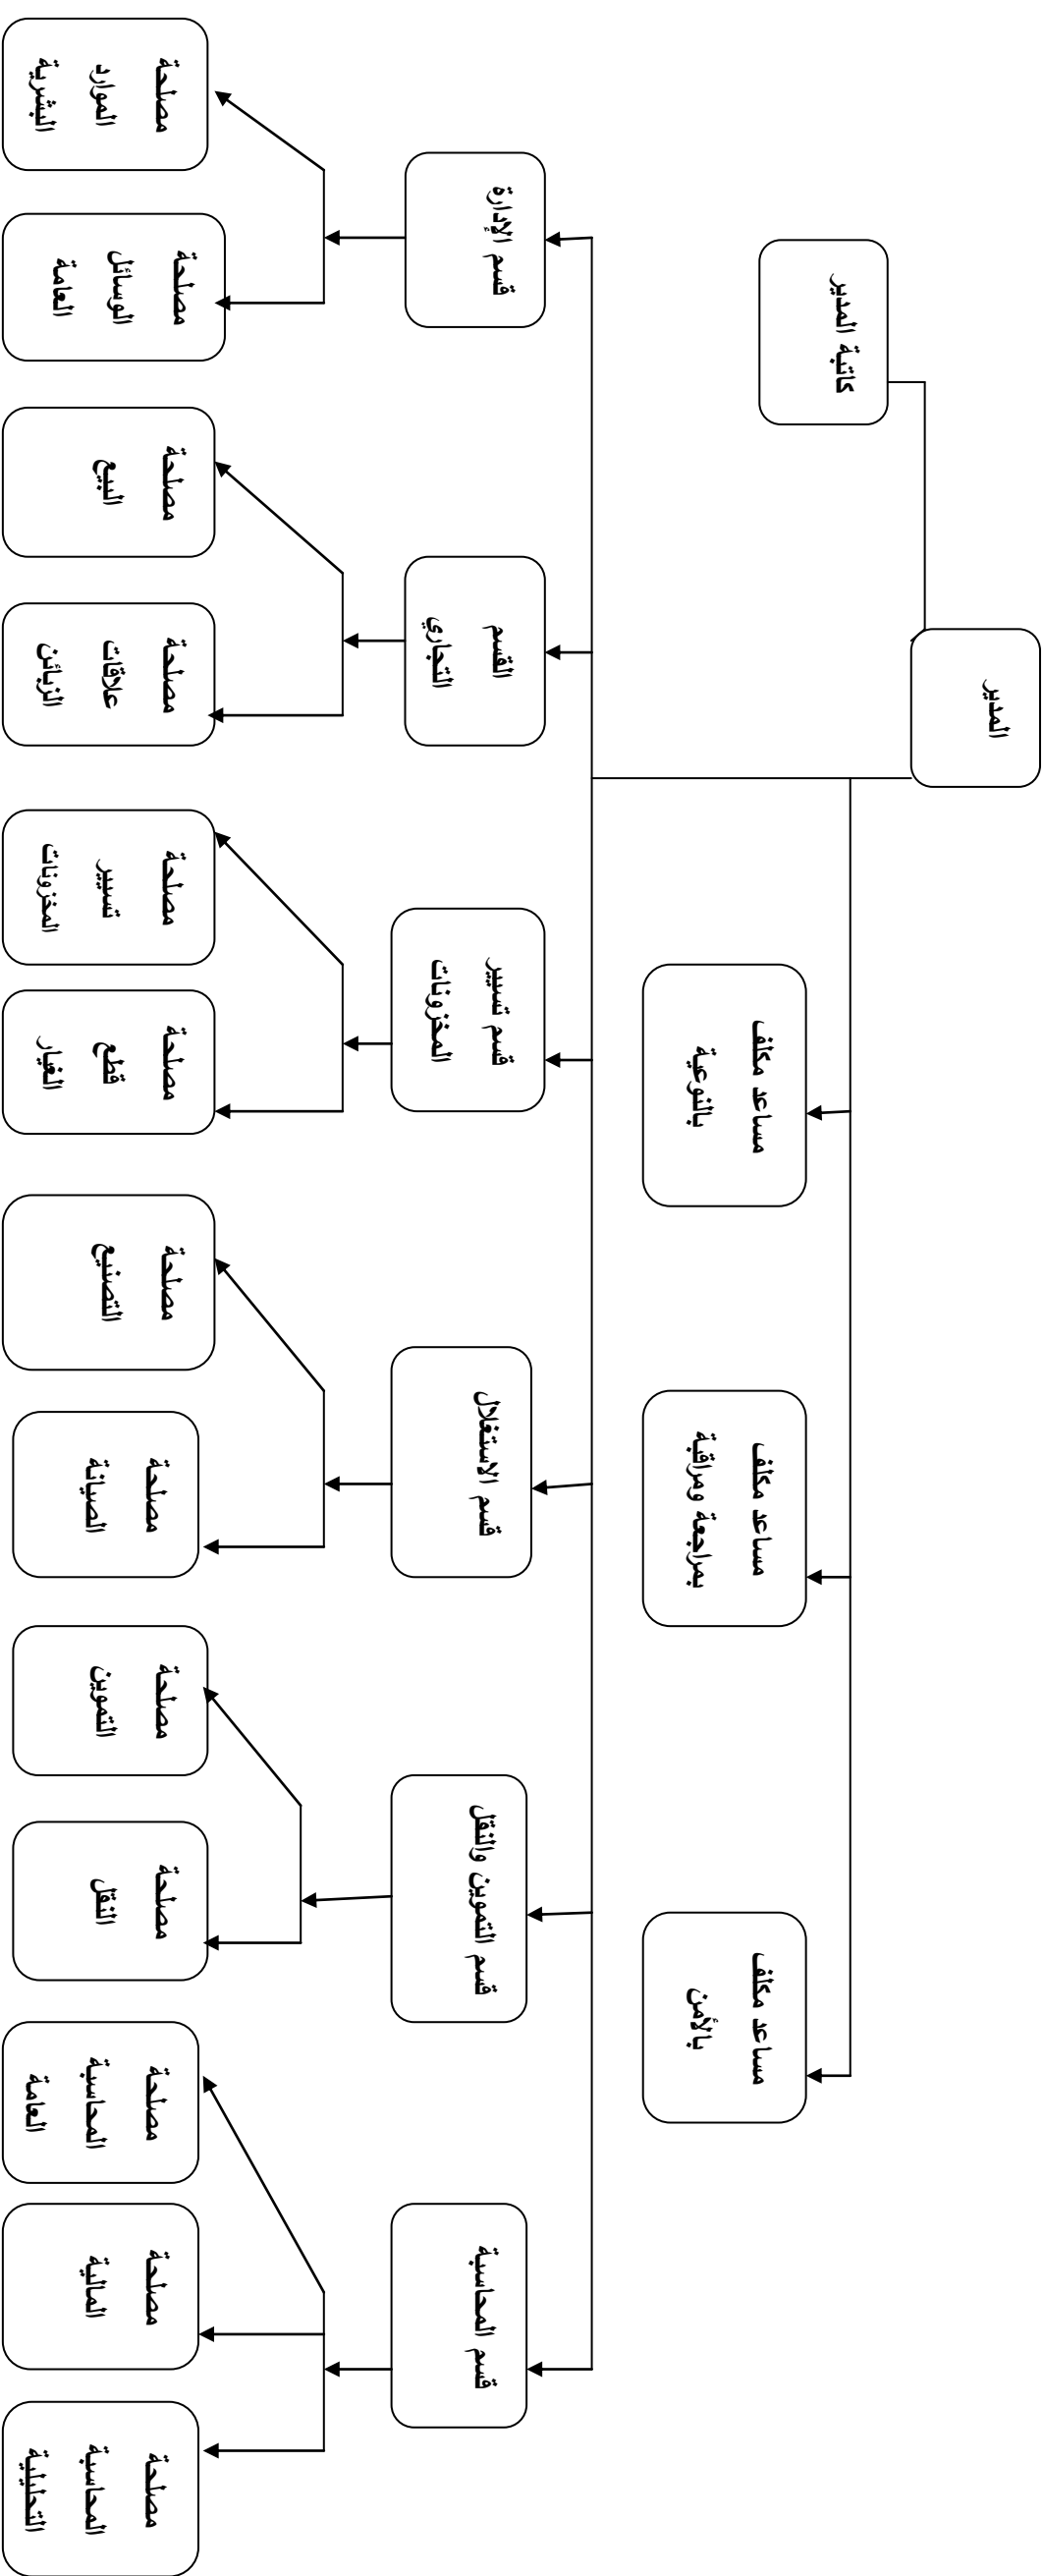 المدير
كاتبة المدير
مساعد مكلف
بالأمن
مساعد مكلف
بمراجعة ومراقبة
مساعد مكلف
بالنوعية
قسم المحاسبة
قسم التموين والنقل
قسم الاستغلال
قسم تسيير
المخزونات
القسم
التجاري
قسم الإدارة
مصلحة
المحاسبة
التحليلية
مصلحة
المالية
مصلحة
المحاسبة
العامة
مصلحة
النقل
مصلحة
التموين
مصلحة
الصيانة
مصلحة
التصنيع
مصلحة
قطع
الغيار
مصلحة
تسيير
المخزونات
مصلحة
علاقات
الزبائن
مصلحة
البيع
مصلحة
الوسائل
العامة
مصلحة
الموارد
البشرية